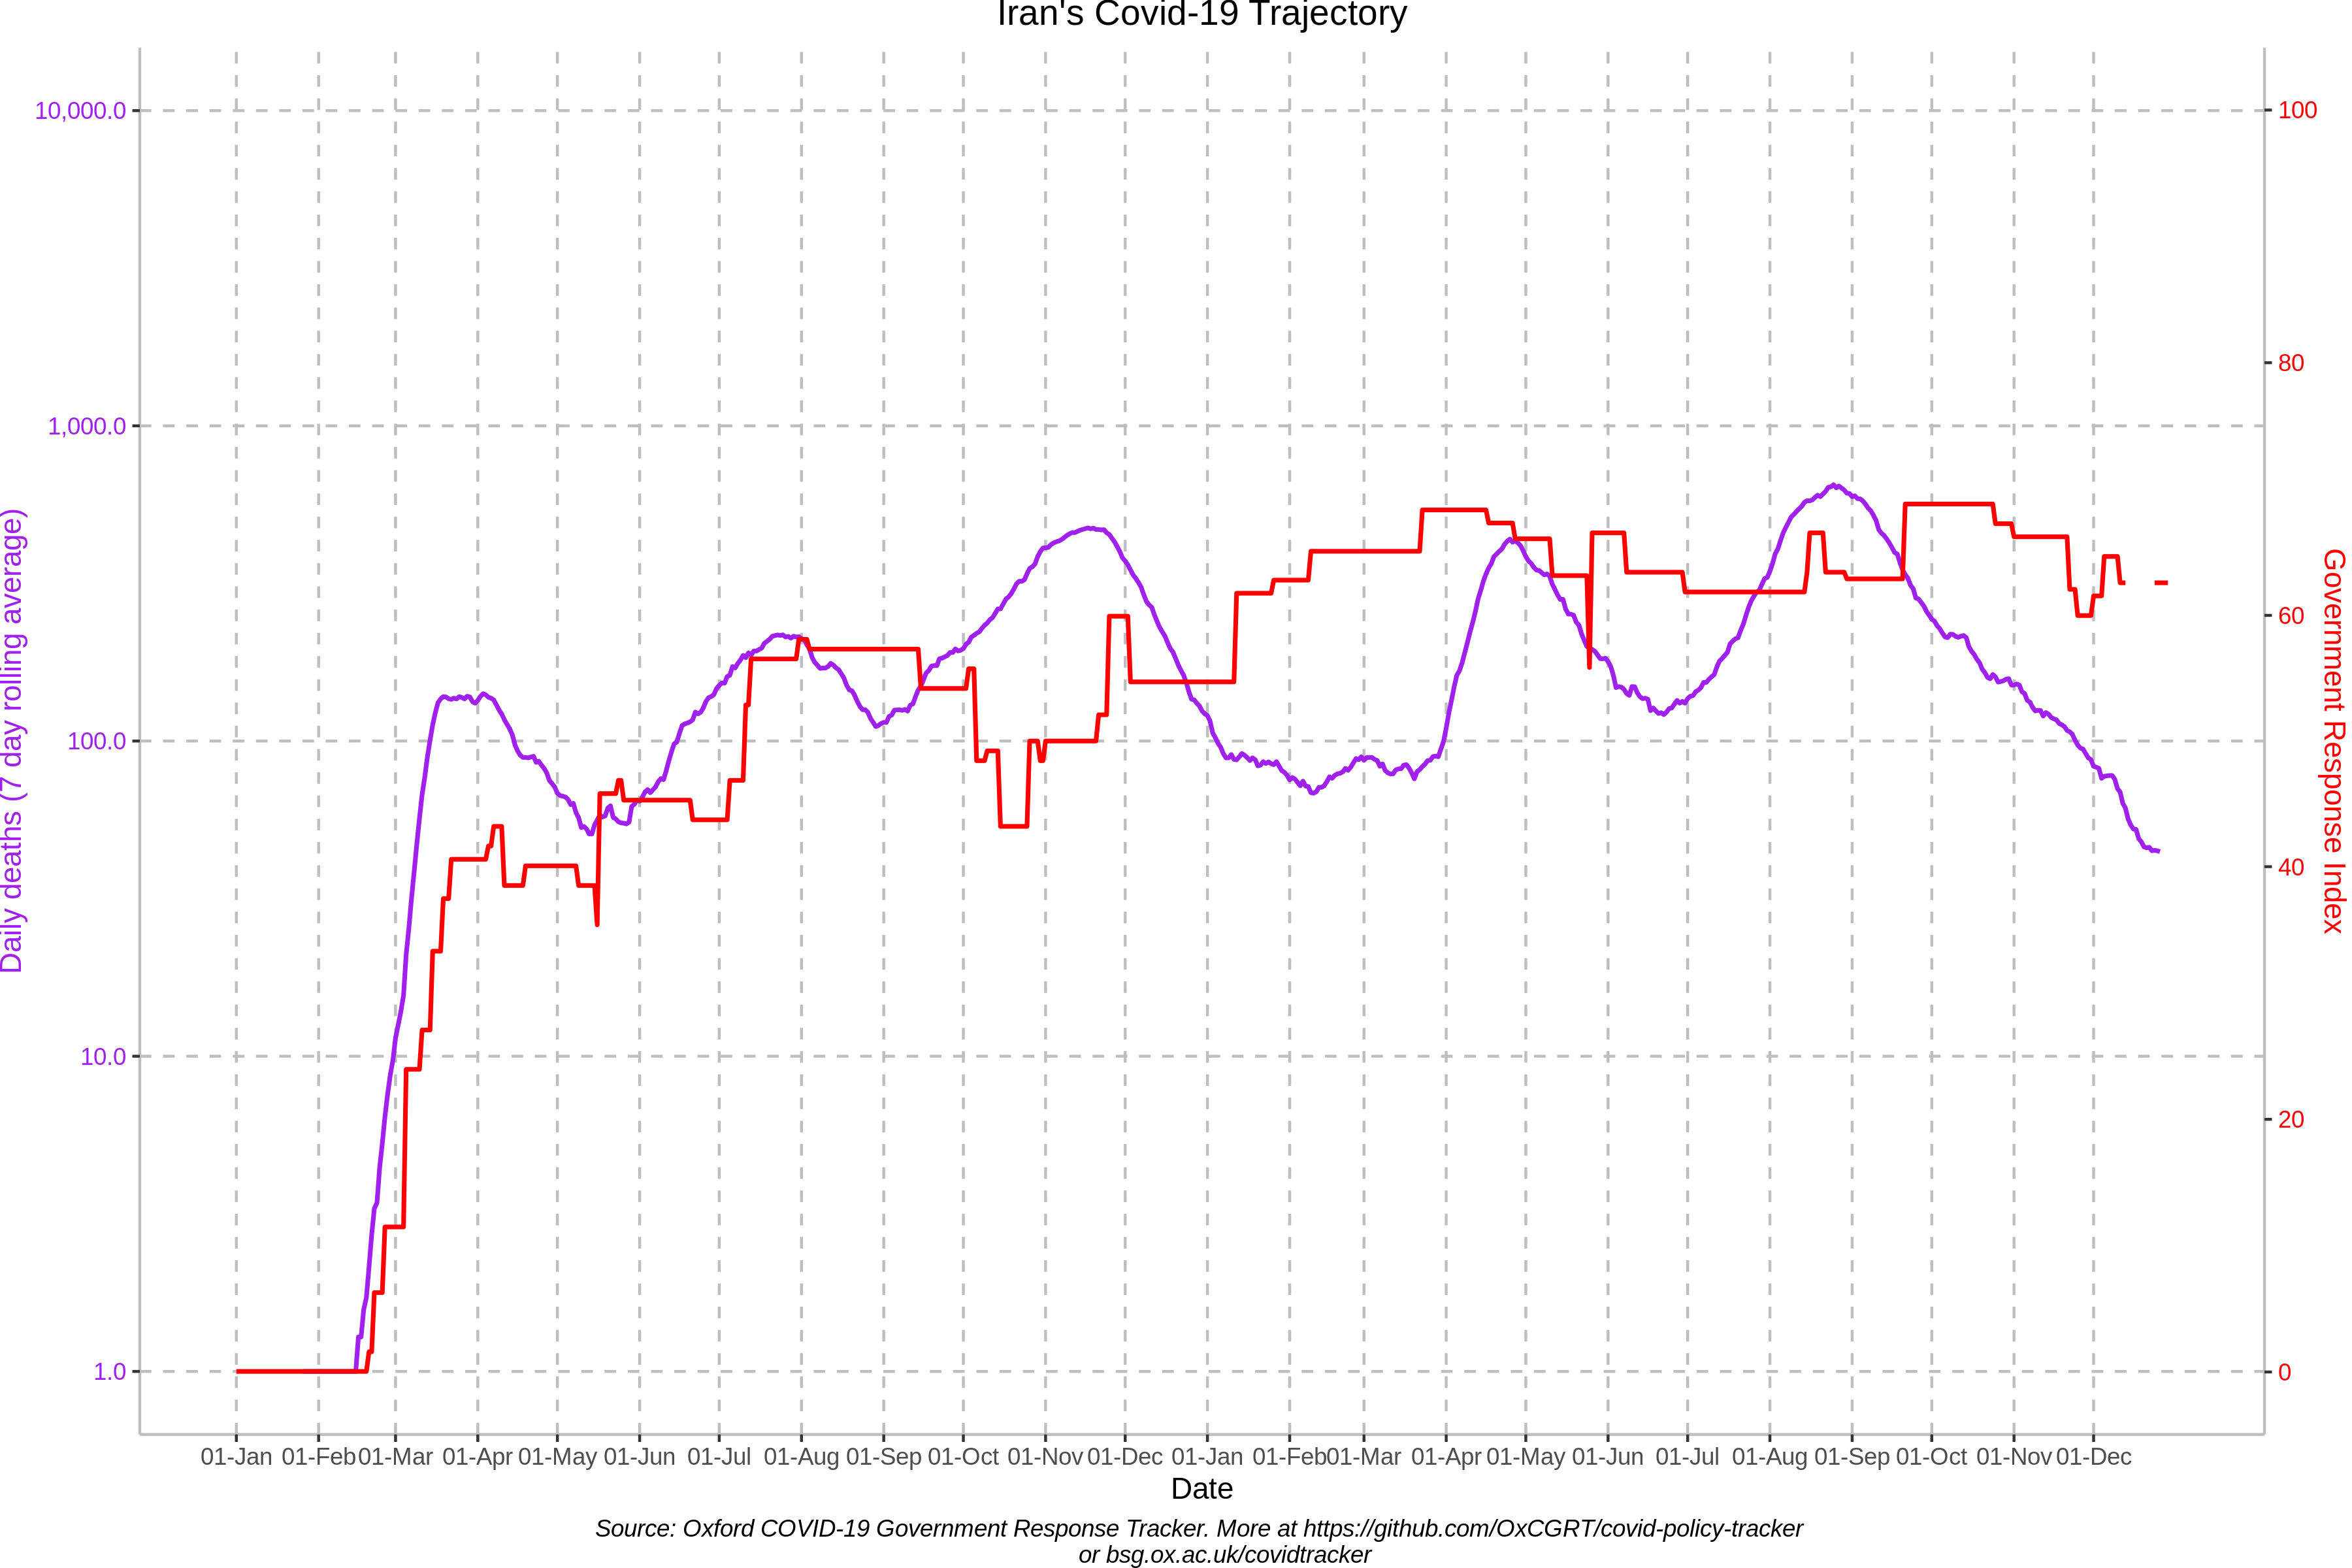 Iran's Covid-19 Trajectory
10,000.0
1,000.0
100.0
10.0
1.0
Daily deaths (7 day rolling average)
100
80
60
40
20
0
Government Response Index
01-Jan 01-Feb 01-Mar 01-Apr 01-May 01-Jun 01-Jul 01-Aug 01-Sep 01-Oct 01-Nov 01-Dec 01-Jan 01-Feb 01-Mar 01-Apr 01-May 01-Jun 01-Jul 01-Aug 01-Sep 01-Oct 01-Nov 01-Dec
Date
Source: Oxford COVID-19 Government Response Tracker. More at https://github.com/OxCGRT/covid-policy-tracker
or bsg.ox.ac.uk/covidtracker